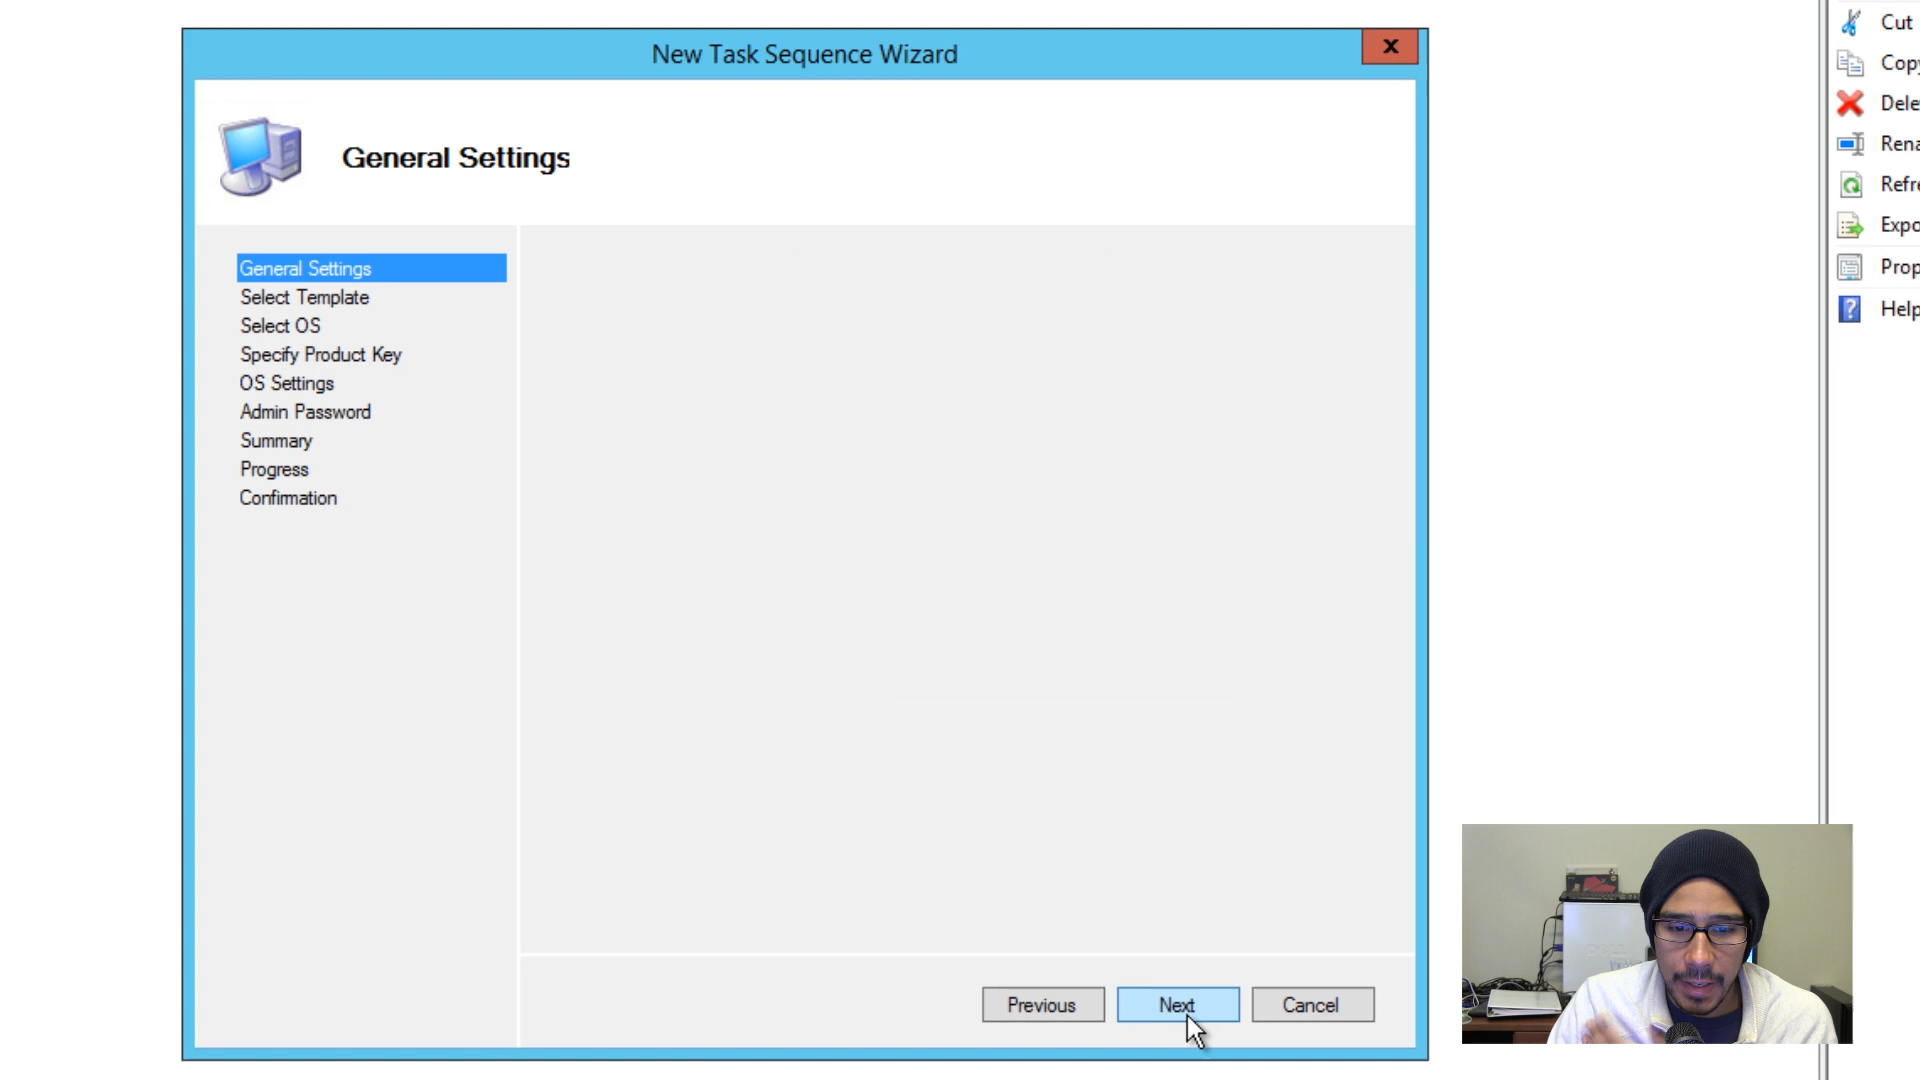 New Task Sequence Wizard
x
General Settings
General Settings
Select Template
Select OS
Specify Product Key
OS Settings
Admin Password
Summary
Progress
Confirmation
Previous
Next
Cancel
Cut
Copy
Dele
Rena
Refre
Expo
Prop
Help